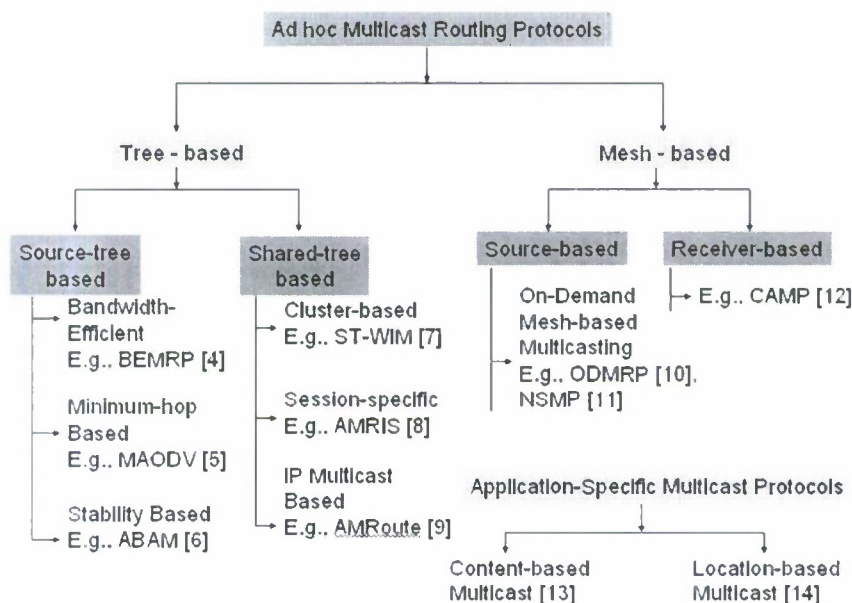 Ad hoc Multicast Routing Protocols
Tree - based
Mesh - based
Source-tree
based
Bandwidth-
Efficient
E.g., BEMRP [4]
Minimum-hop
Based
E.g., MAODV [5]
Stability Based
E.g., ABAM [6]
Shared-tree
based
Cluster-based
E.g., ST-WIM [7]
Session-specific
E.g., AMRIS [8]
IP Multicast
Based
E.g., AMRoute [9]
Source-based
On-Demand
Mesh-based
Multicasting
E.g., ODMRP [10],
NSMP [11]
Receiver-based
E.g., CAMP [12]
Application-Specific Multicast Protocols
Content-based
Multicast [13]
Location-based
Multicast [14]